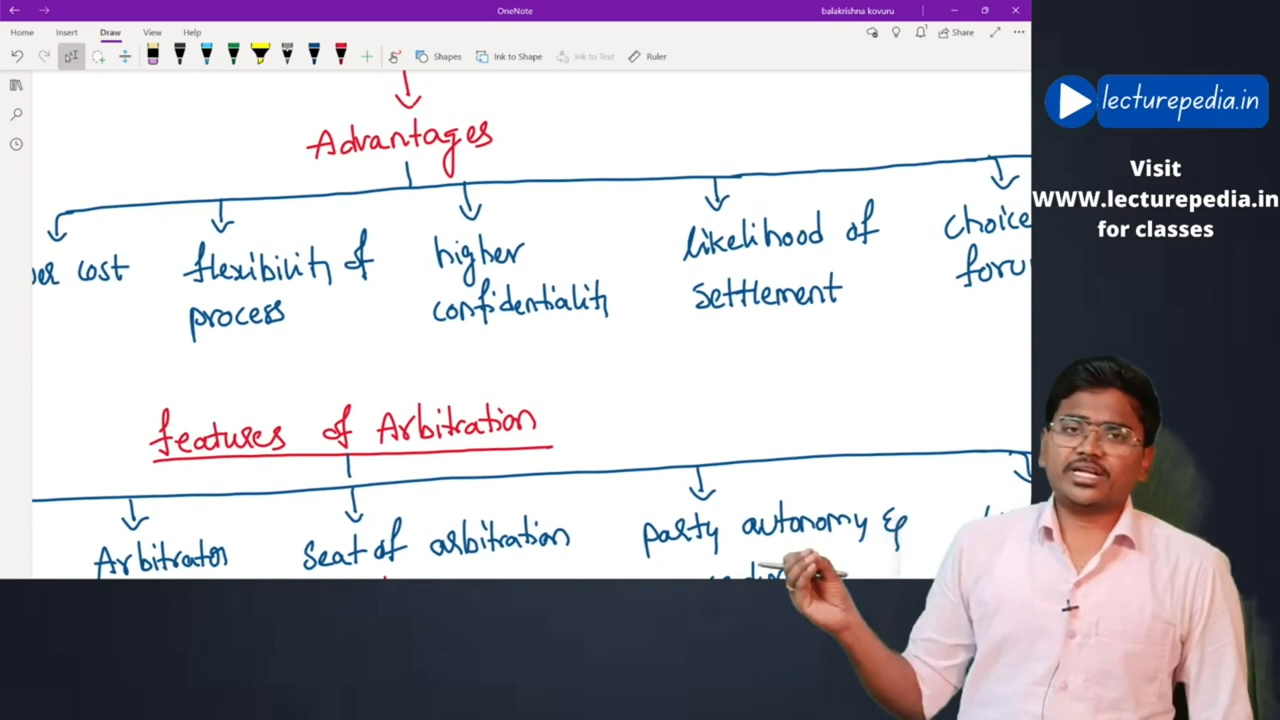 OneNote
balakrishna kovuru
Home Insert Draw View Help
Share
Shapes Ink to Shape Ink to Text Ruler
lecturepedia.in
Visit
WWW.lecturepedia.in
for classes
Advantages
cost
flexibility of
process
higher
confidentiality
likelihood of
settlement
choice
features of Arbitration
Arbitrator
seat of arbitration
party autonomy &